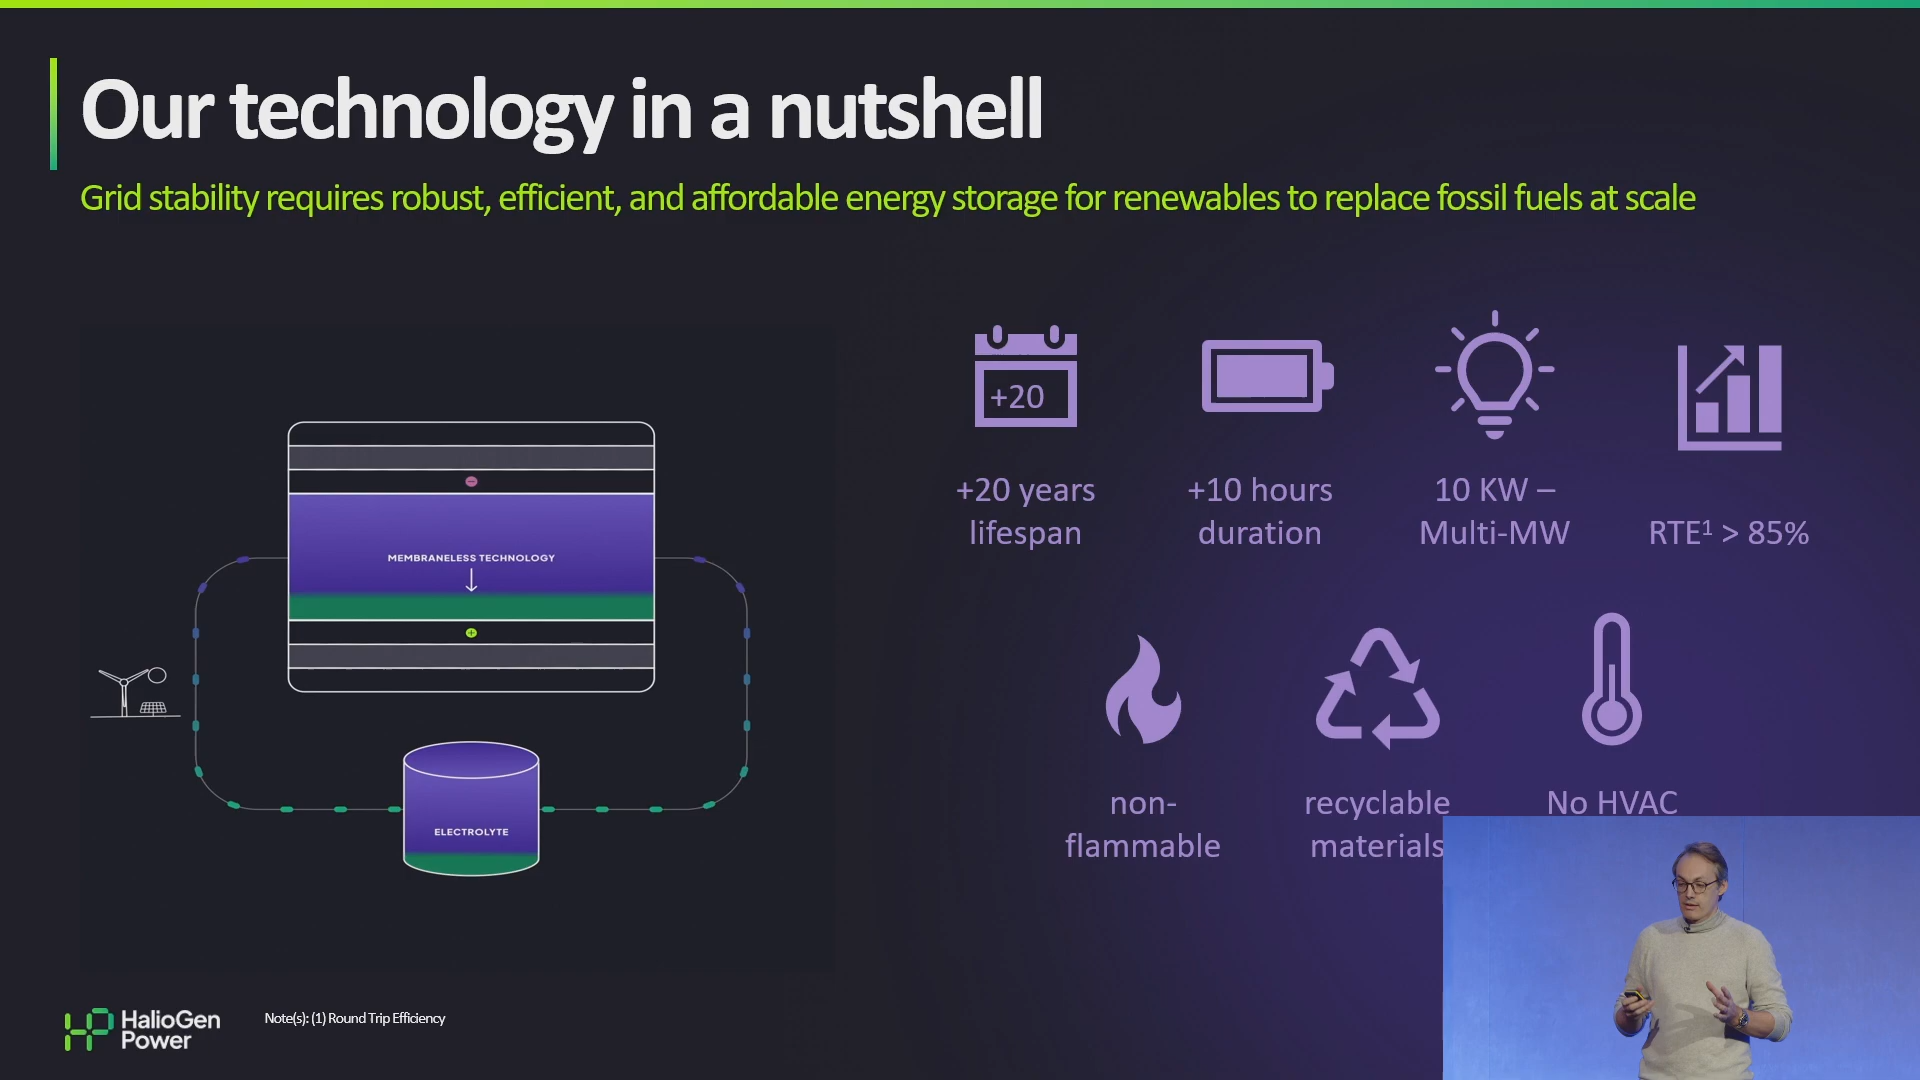 Our technology in a nutshell
Grid stability requires robust, efficient, and affordable energy storage for renewables to replace fossil fuels at scale
+20
+20 years
lifespan
+10 hours
duration
10 KW –
Multi-MW
RTE¹ > 85%
MEMBRANELESS TECHNOLOGY
ELECTROLYTE
non-
flammable
recyclable
materials
No HVAC
HalioGen
Power
Note(s): (1) Round Trip Efficiency